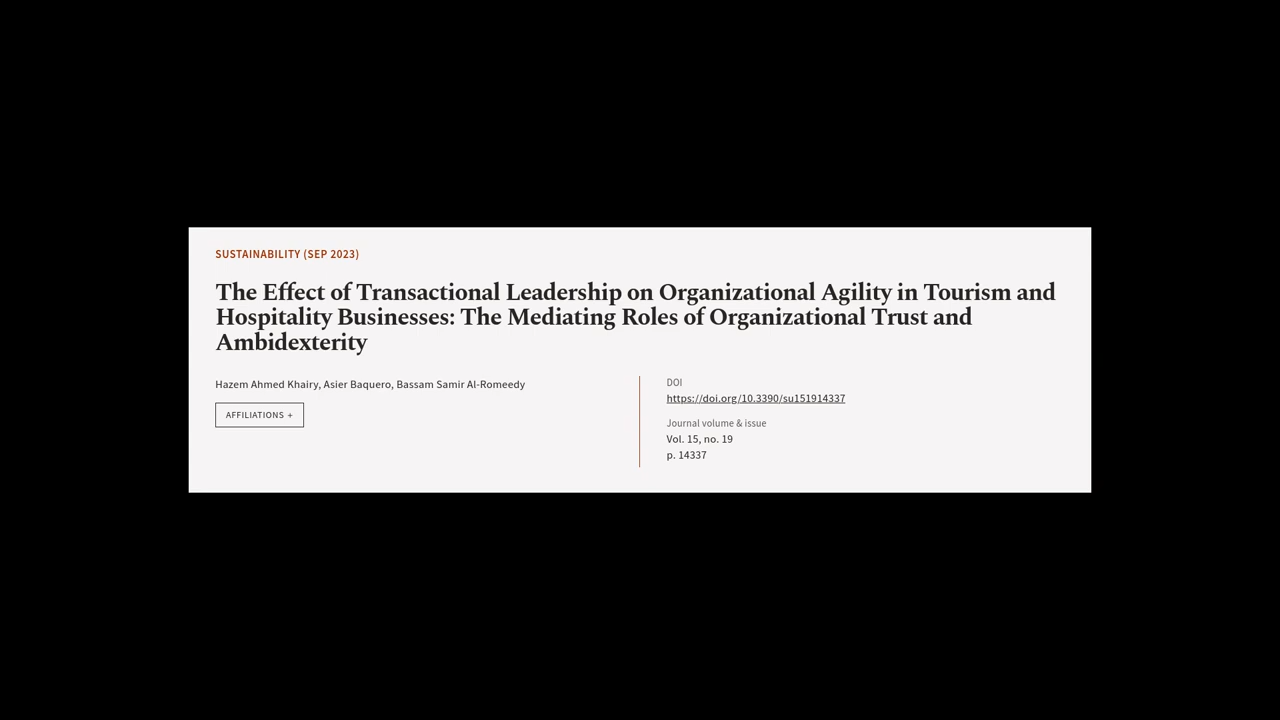 SUSTAINABILITY (SEP 2023)
The Effect of Transactional Leadership on Organizational Agility in Tourism and
Hospitality Businesses: The Mediating Roles of Organizational Trust and
Ambidexterity
Hazem Ahmed Khairy, Asier Baquero, Bassam Samir Al-Romeedy
AFFILIATIONS +
DOI
https://doi.org/10.3390/su151914337
Journal volume & issue
Vol. 15, no. 19
p. 14337